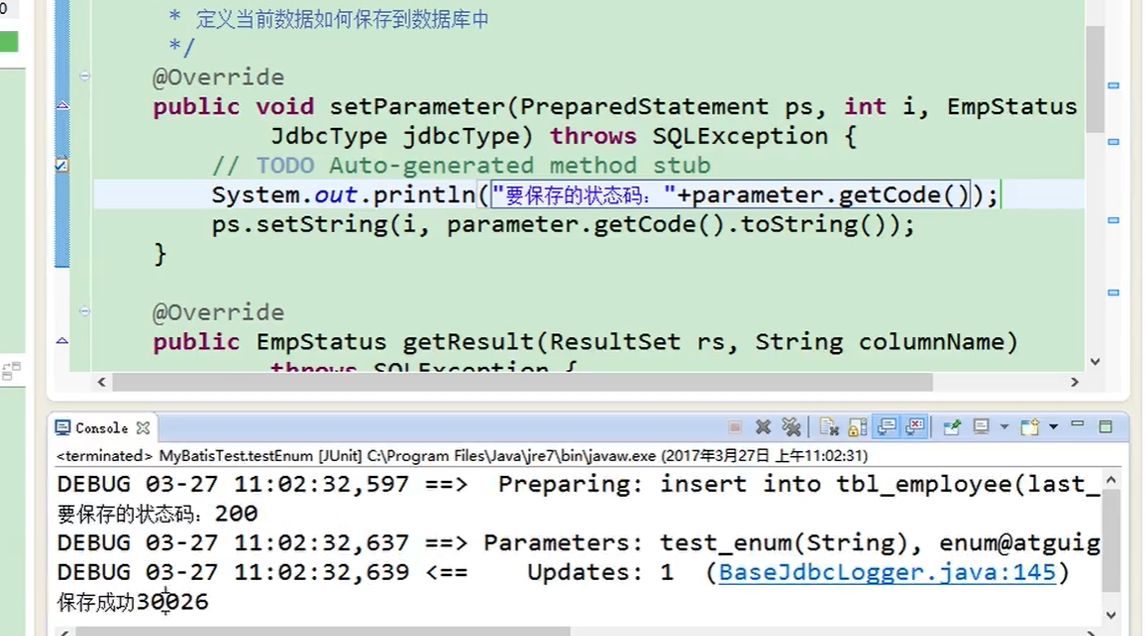 0
* 定义当前数据如何保存到数据库中
*/
@Override
public void setParameter(PreparedStatement ps, int i, EmpStatus
JdbcType jdbcType) throws SQLException {
// TODO Auto-generated method stub
System.out.println("要保存的状态码："+parameter.getCode());
ps.setString(i, parameter.getCode().toString());
}
@Override
public EmpStatus getResult(ResultSet rs, String columnName)
throws SQLException {
Console
<terminated> MyBatisTest.testEnum [JUnit] C:\Program Files\Java\jre7\bin\javaw.exe (2017年3月27日 上午11:02:31)
DEBUG 03-27 11:02:32,597 ==>  Preparing: insert into tbl_employee(last_
要保存的状态码：200
DEBUG 03-27 11:02:32,637 ==> Parameters: test_enum(String), enum@atguig
DEBUG 03-27 11:02:32,639 <==    Updates: 1  (BaseJdbcLogger.java:145)
保存成功30026